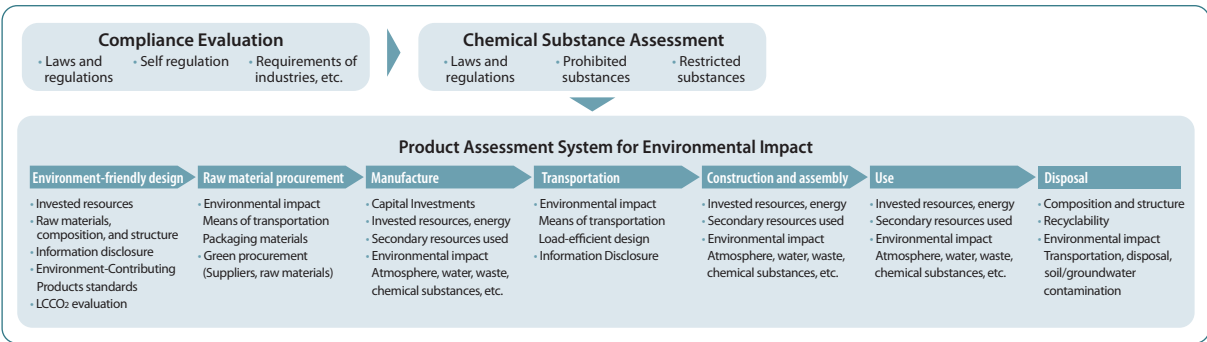 Compliance Evaluation
• Laws and
regulations
• Self regulation
• Requirements of
industries, etc.
Chemical Substance Assessment
• Laws and
regulations
• Prohibited
substances
• Restricted
substances
Product Assessment System for Environmental Impact
Environment-friendly design
• Invested resources
• Raw materials,
composition, and structure
• Information disclosure
• Environment-Contributing
Products standards
• LCCO₂ evaluation
Raw material procurement
• Environmental impact
Means of transportation
Packaging materials
• Green procurement
(Suppliers, raw materials)
Manufacture
• Capital Investments
• Invested resources, energy
• Secondary resources used
• Environmental impact
Atmosphere, water, waste,
chemical substances, etc.
Transportation
• Environmental impact
Means of transportation
Load-efficient design
• Information Disclosure
Construction and assembly
• Invested resources, energy
• Secondary resources used
• Environmental impact
Atmosphere, water, waste,
chemical substances, etc.
Use
• Invested resources, energy
• Secondary resources used
• Environmental impact
Atmosphere, water, waste,
chemical substances, etc.
Disposal
• Composition and structure
• Recyclability
• Environmental impact
Transportation, disposal,
soil/groundwater
contamination